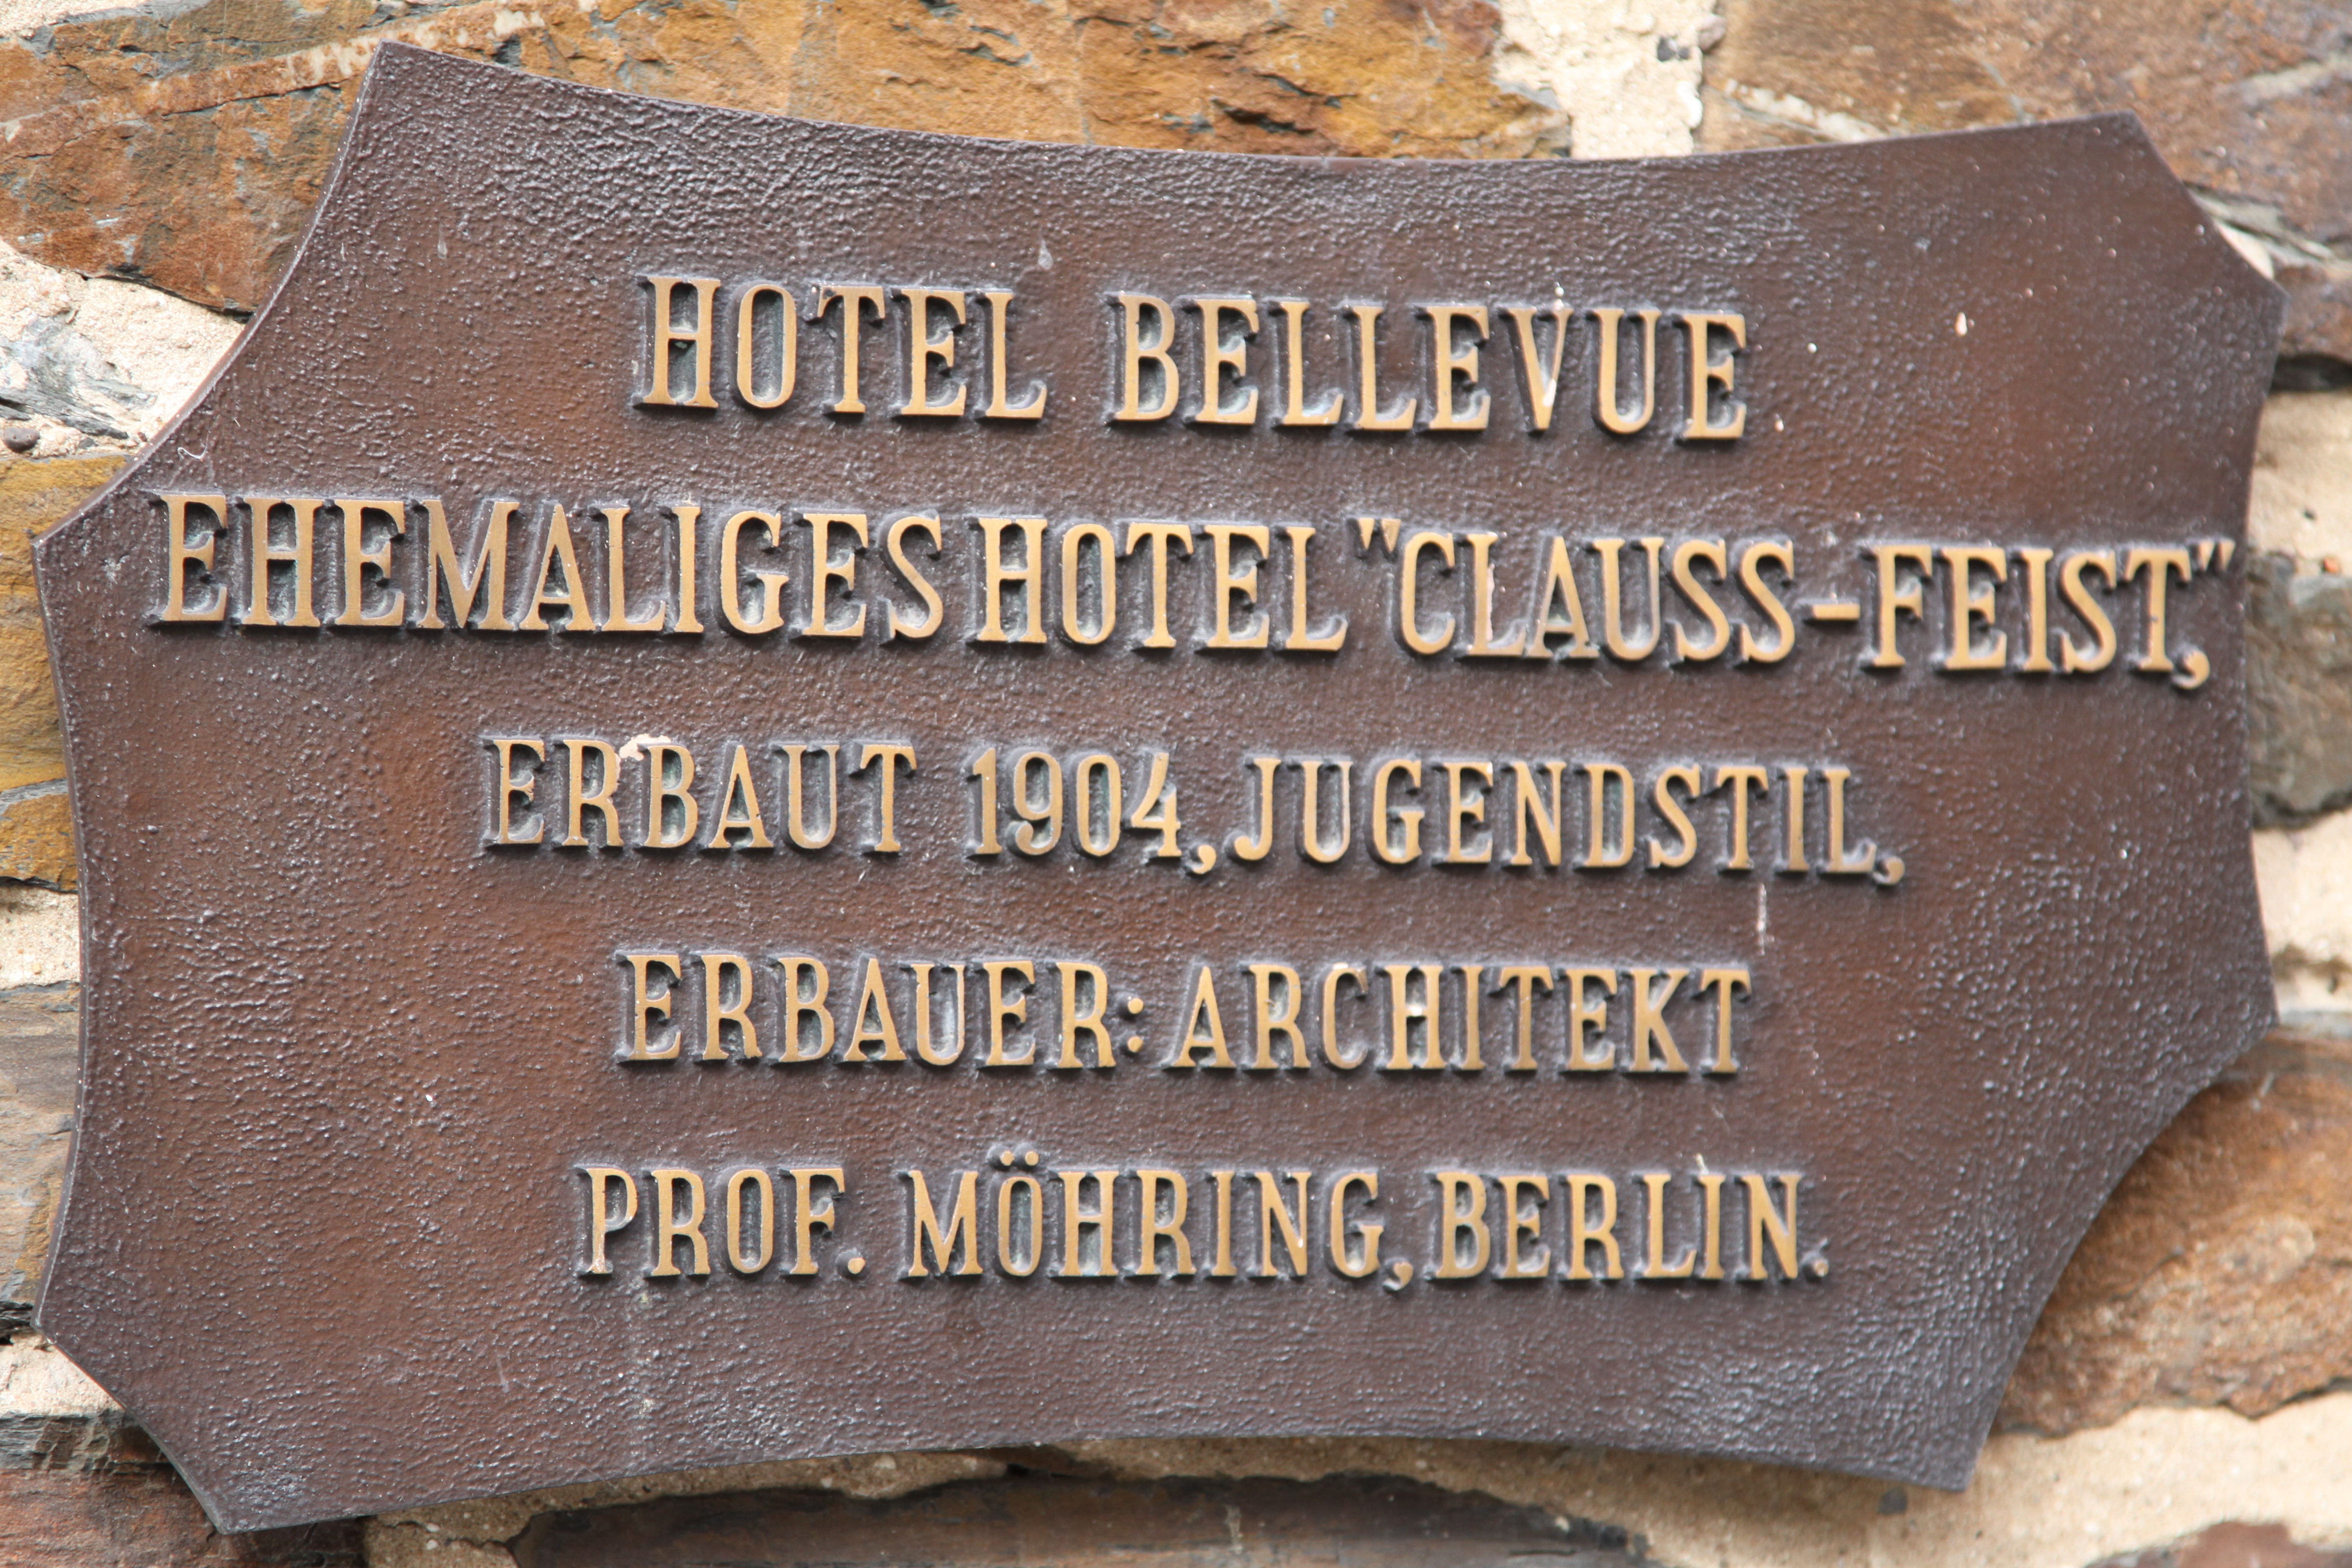 HOTEL BELLEVUE
EHEMALIGES HOTEL "CLAUSS-FEIST,"
ERBAUT 1904, JUGENDSTIL,
ERBAUER: ARCHITEKT
PROF. MÖHRING, BERLIN.